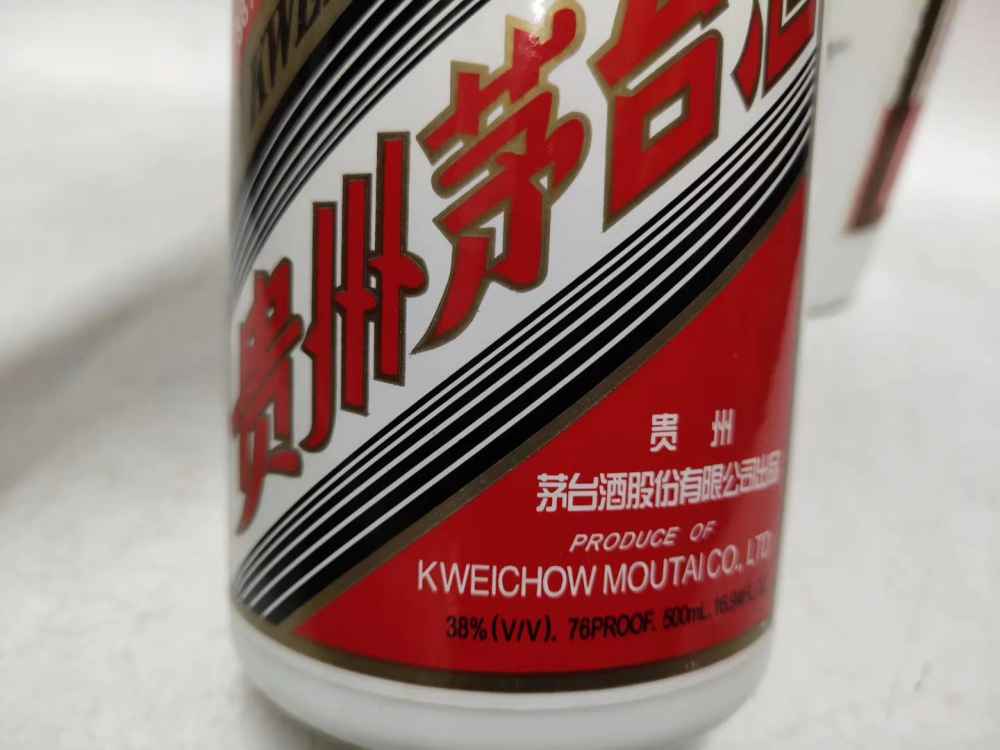 贵州茅台酒
贵 州
茅台酒股份有限公司出品
PRODUCE OF
KWEICHOW MOUTAI CO., LTD
38% (V/V). 76PROOF. 500mL.